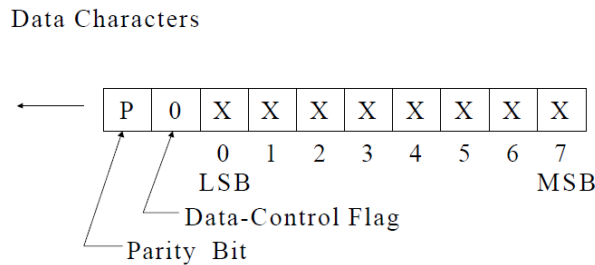 Data Characters
P 0 X X X X X X X X
0 1 2 3 4 5 6 7
LSB MSB
Data-Control Flag
Parity Bit